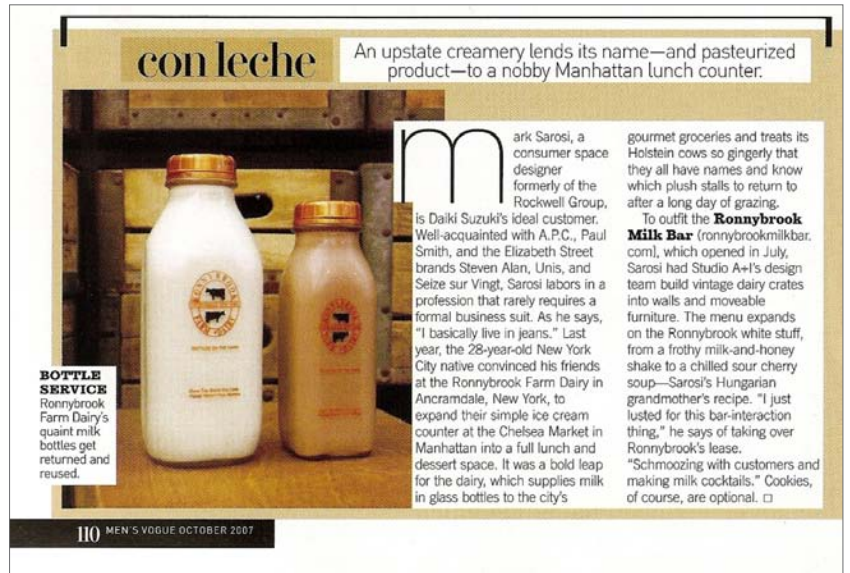 con leche
An upstate creamery lends its name—and pasteurized
product—to a nobby Manhattan lunch counter.
mark Sarosi, a
consumer space
designer
formerly of the
Rockwell Group,
is Daiki Suzuki's ideal customer.
Well-acquainted with A.P.C., Paul
Smith, and the Elizabeth Street
brands Steven Alan, Unis, and
Seize sur Vingt, Sarosi labors in a
profession that rarely requires a
formal business suit. As he says,
"I basically live in jeans." Last
year, the 28-year-old New York
City native convinced his friends
at the Ronnybrook Farm Dairy in
Ancramdale, New York, to
expand their simple ice cream
counter at the Chelsea Market in
Manhattan into a full lunch and
dessert space. It was a bold leap
for the dairy, which supplies milk
in glass bottles to the city's
gourmet groceries and treats its
Holstein cows so gingerly that
they all have names and know
which plush stalls to return to
after a long day of grazing.
To outfit the Ronnybrook
Milk Bar (ronnybrookmilkbar.
com), which opened in July,
Sarosi had Studio A+I's design
team build vintage dairy crates
into walls and moveable
furniture. The menu expands
on the Ronnybrook white stuff,
from a frothy milk-and-honey
shake to a chilled sour cherry
soup—Sarosi's Hungarian
grandmother's recipe. "I just
lusted for this bar-interaction
thing," he says of taking over
Ronnybrook's lease.
"Schmoozing with customers and
making milk cocktails." Cookies,
of course, are optional. □
RONNYBROOK
FARM • DAIRY
BOTTLE
SERVICE
Ronnybrook
Farm Dairy's
quaint milk
bottles get
returned and
reused.
110 MEN'S VOGUE OCTOBER 2007